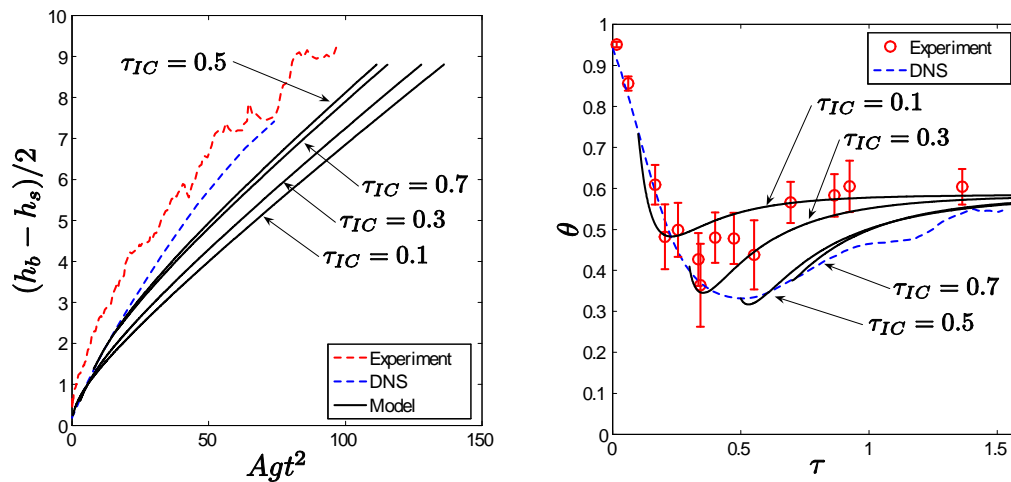 10
9
8
7
6
5
4
3
2
1
0
(h_b − h_s)/2
τ_IC = 0.5
τ_IC = 0.7
τ_IC = 0.3
τ_IC = 0.1
Experiment
DNS
Model
0 50 100 150
Agt²
1
0.9
0.8
0.7
0.6
0.5
0.4
0.3
0.2
0.1
0
θ
Experiment
DNS
τ_IC = 0.1
τ_IC = 0.3
τ_IC = 0.7
τ_IC = 0.5
0 0.5 1 1.5
τ